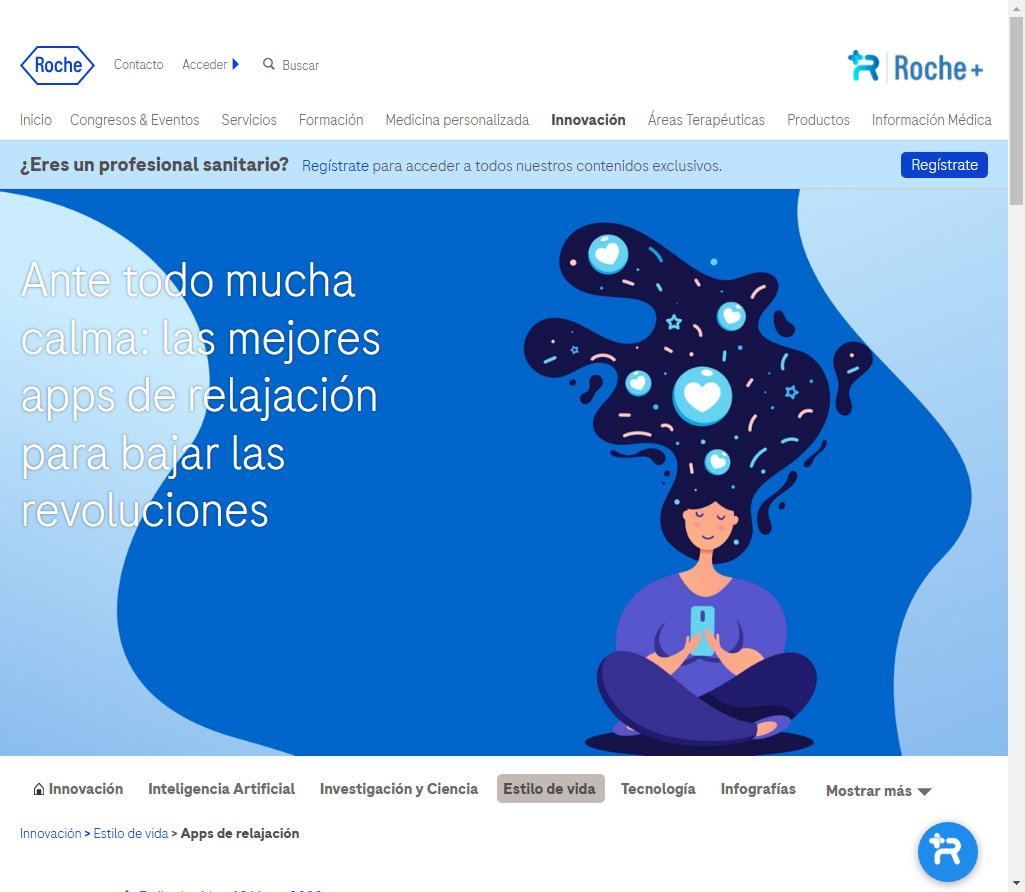 Roche
Contacto
Acceder
Buscar
Roche+
Inicio
Congresos & Eventos
Servicios
Formación
Medicina personalizada
Innovación
Áreas Terapéuticas
Productos
Información Médica
¿Eres un profesional sanitario? Regístrate para acceder a todos nuestros contenidos exclusivos.
Regístrate
Ante todo mucha
calma: las mejores
apps de relajación
para bajar las
revoluciones
Innovación
Inteligencia Artificial
Investigación y Ciencia
Estilo de vida
Tecnología
Infografías
Mostrar más
Innovación > Estilo de vida > Apps de relajación